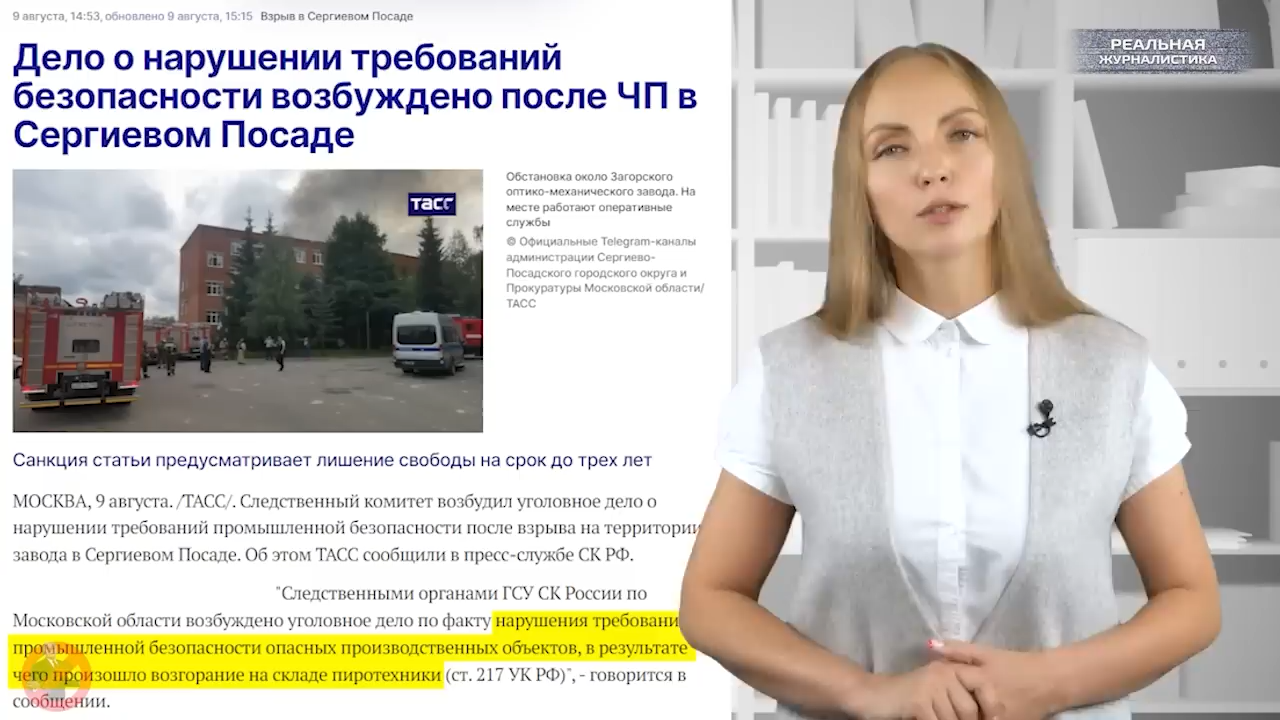 9 августа, 14:53, обновлено 9 августа, 15:15 Взрыв в Сергиевом Посаде
Дело о нарушении требований
безопасности возбуждено после ЧП в
Сергиевом Посаде
тасс
Обстановка около Загорского
оптико-механического завода. На
месте работают оперативные
службы
© Официальные Telegram-каналы
администрации Сергиево-
Посадского городского округа и
Прокуратуры Московской области/
ТАСС
Санкция статьи предусматривает лишение свободы на срок до трех лет
МОСКВА, 9 августа. /ТАСС/. Следственный комитет возбудил уголовное дело о
нарушении требований промышленной безопасности после взрыва на территории
завода в Сергиевом Посаде. Об этом ТАСС сообщили в пресс-службе СК РФ.
"Следственными органами ГСУ СК России по
Московской области возбуждено уголовное дело по факту нарушения требовани
промышленной безопасности опасных производственных объектов, в результате
чего произошло возгорание на складе пиротехники (ст. 217 УК РФ)", - говорится в
сообщении.
РЕАЛЬНАЯ
ЖУРНАЛИСТИКА